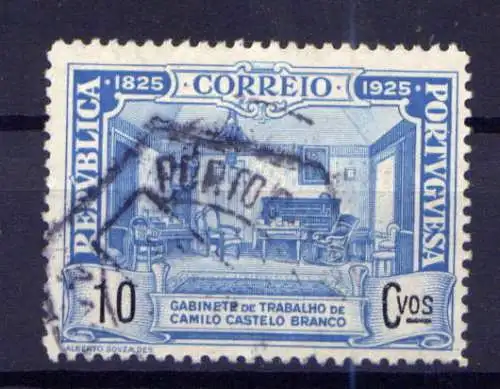 1825 CORREIO 1925
REPVBLICA
PORTVGVESA
PORTO
10 Cvos
GABINETE DE TRABALHO DE
CAMILO CASTELO BRANCO
ALBERTO SOUZA, DES.